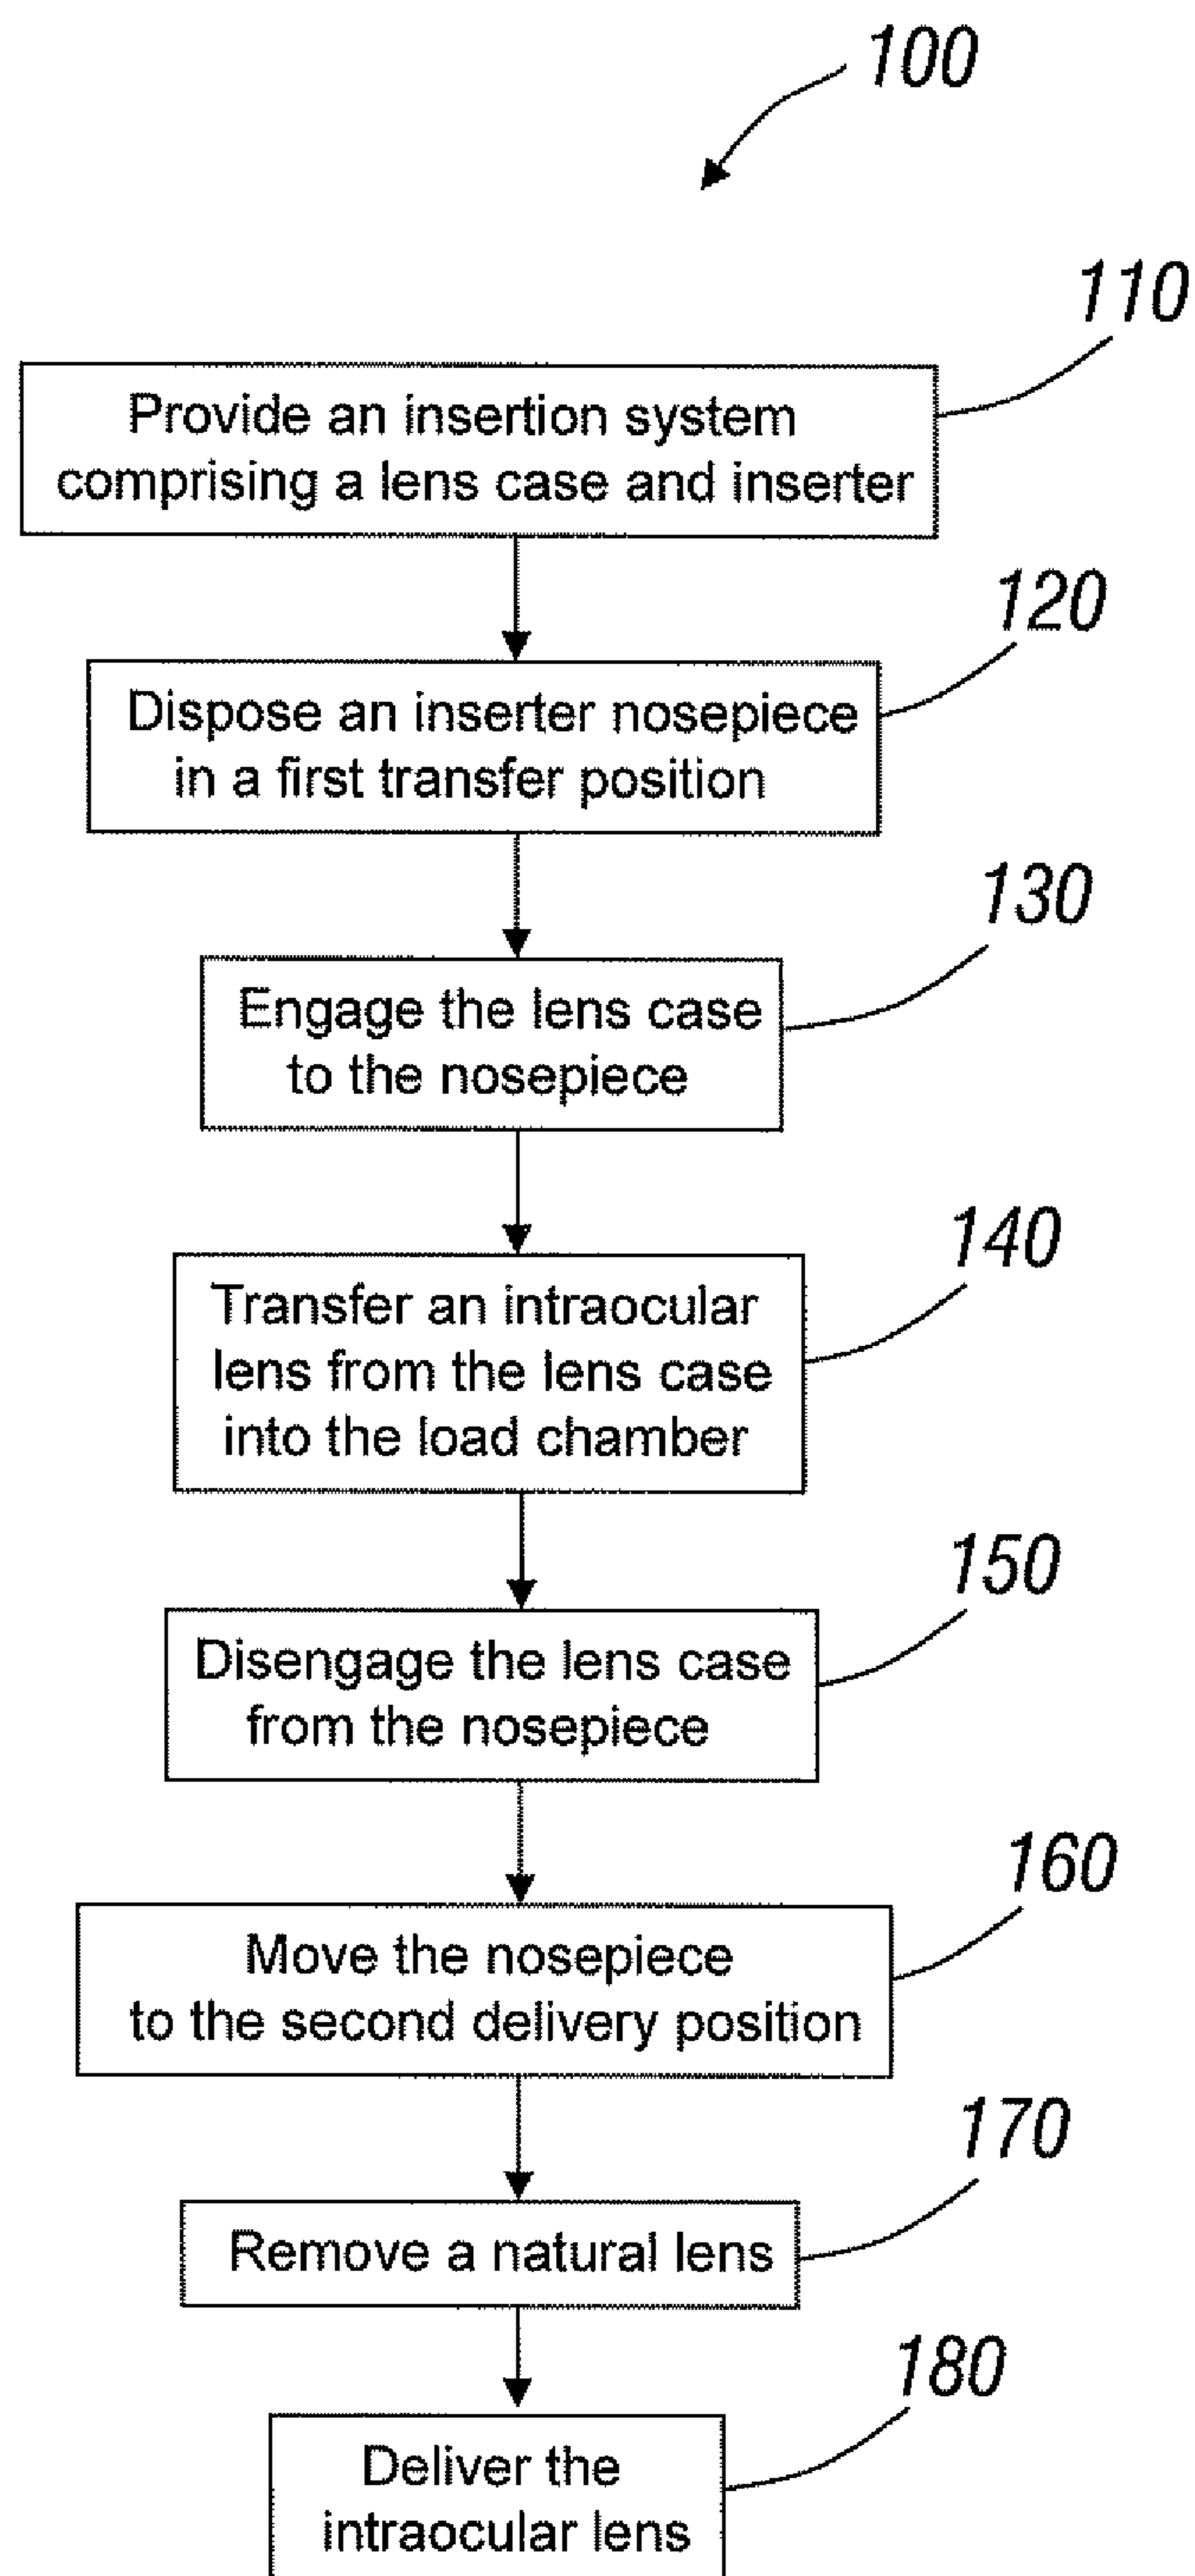 100
110
Provide an insertion system
comprising a lens case and inserter
120
Dispose an inserter nosepiece
in a first transfer position
130
Engage the lens case
to the nosepiece
140
Transfer an intraocular
lens from the lens case
into the load chamber
150
Disengage the lens case
from the nosepiece
160
Move the nosepiece
to the second delivery position
170
Remove a natural lens
180
Deliver the
intraocular lens